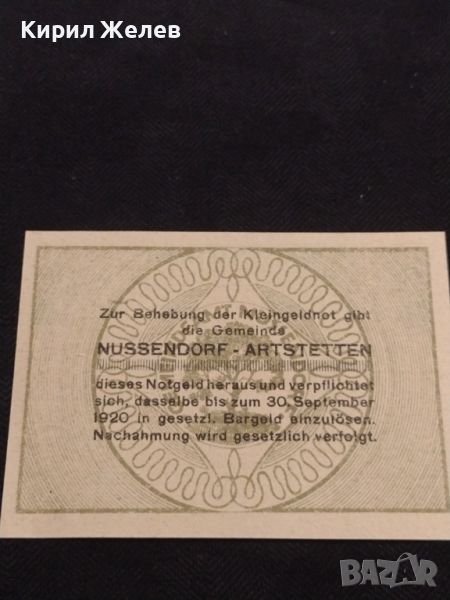 Кирил Желев
Zur Behebung der Kleingeldnot gibt
die Gemeinde
NUSSENDORF - ARTSTETTEN
dieses Notgeld heraus und verpflichtet
sich, dasselbe bis zum 30. September
1920 in gesetzl. Bargeld einzulösen.
Nachahmung wird gesetzlich verfolgt.
BAZAR